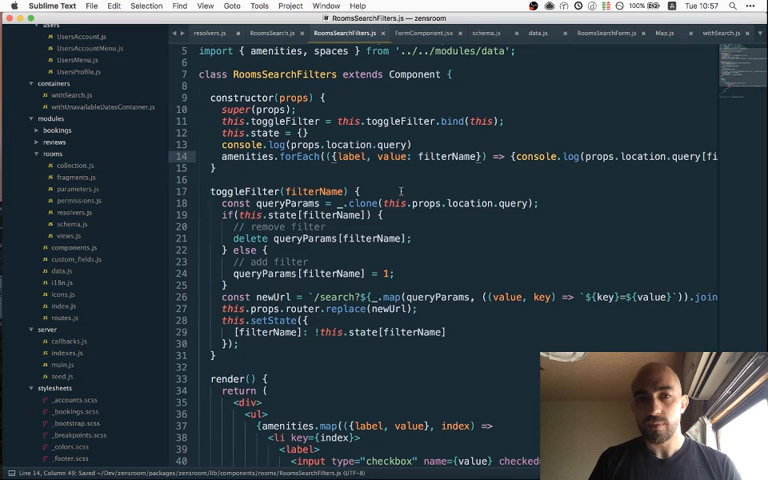 Sublime Text File Edit Selection Find View Goto Tools Project Window Help 100% Tue 10:57
RoomsSearchFilters.js — zensroom
users
UsersAccount.js
UsersAccountMenu.js
UsersMenu.js
UsersProfile.js
containers
withSearch.js
withUnavailableDatesContainer.js
modules
bookings
reviews
rooms
collection.js
fragments.js
parameters.js
permissions.js
resolvers.js
schema.js
views.js
components.js
custom_fields.js
data.js
i18n.js
icons.js
index.js
routes.js
server
callbacks.js
indexes.js
main.js
seed.js
stylesheets
_accounts.scss
_bookings.scss
_bootstrap.scss
_breakpoints.scss
_colors.scss
_footer.scss
resolvers.js RoomsSearch.js RoomsSearchFilters.js FormComponent.jsx schema.js data.js RoomsSearchForm.js Map.js withSearch.js
5 import { amenities, spaces } from '../../modules/data';
6
7 class RoomsSearchFilters extends Component {
8
9 constructor(props) {
10 super(props);
11 this.toggleFilter = this.toggleFilter.bind(this);
12 this.state = {}
13 console.log(props.location.query)
14 amenities.forEach(({label, value: filterName}) => {console.log(props.location.query[fi
15 }
16
17 toggleFilter(filterName) {
18 const queryParams = _.clone(this.props.location.query);
19 if(this.state[filterName]) {
20 // remove filter
21 delete queryParams[filterName];
22 } else {
23 // add filter
24 queryParams[filterName] = 1;
25 }
26 const newUrl = `/search?${_.map(queryParams, ((value, key) => `${key}=${value}`)).join
27 this.props.router.replace(newUrl);
28 this.setState({
29 [filterName]: !this.state[filterName]
30 });
31 }
32
33 render() {
34 return (
35 <div>
36 <ul>
37 {amenities.map(({label, value}, index) =>
38 <li key={index}>
39 <label>
40 <input type="checkbox" name={value} checked=
Line 14, Column 49; Saved ~/Dev/zensroom/packages/zensroom/lib/components/rooms/RoomsSearchFilters.js (UTF-8)